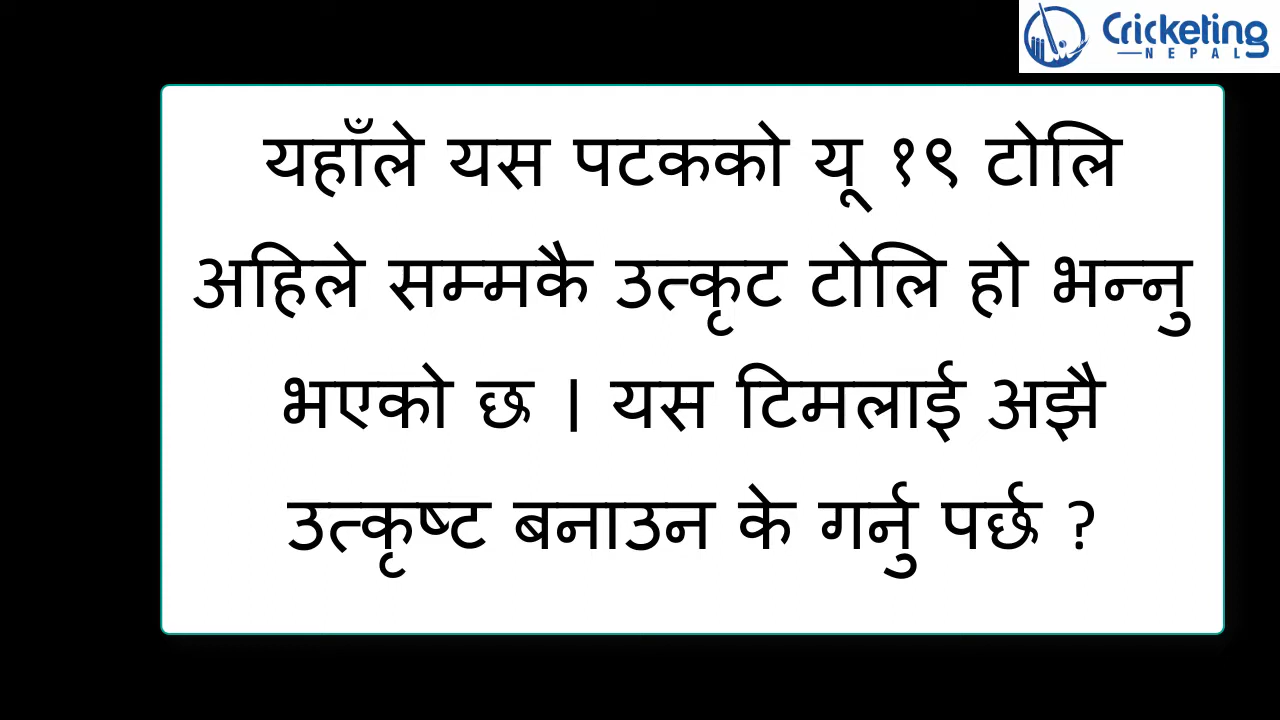 Cricketing
NEPAL
यहाँले यस पटकको यू १९ टोलि
अहिले सम्मकै उत्कृट टोलि हो भन्नु
भएको छ । यस टिमलाई अझै
उत्कृष्ट बनाउन के गर्नु पर्छ ?